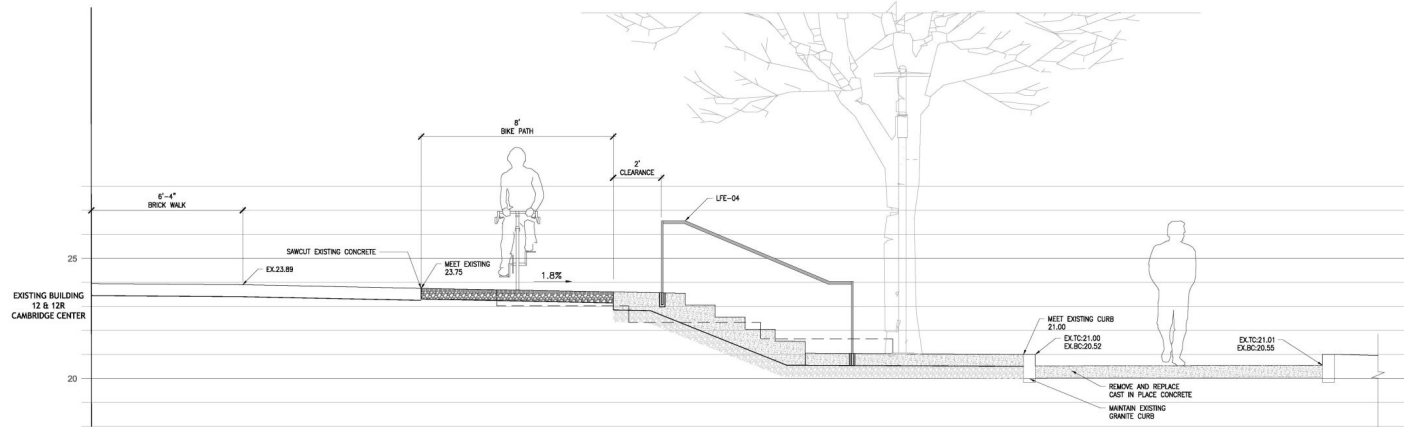 8'
BIKE PATH
2'
CLEARANCE
6'-4"
BRICK WALK
LFE-04
SAWCUT EXISTING CONCRETE
25
EX.23.89
MEET EXISTING
23.75
1.8%
EXISTING BUILDING
12 & 12R
CAMBRIDGE CENTER
MEET EXISTING CURB
21.00
EX.TC:21.00
EX.BC:20.52
EX.TC:21.01
EX.BC:20.55
20
REMOVE AND REPLACE
CAST IN PLACE CONCRETE
MAINTAIN EXISTING
GRANITE CURB